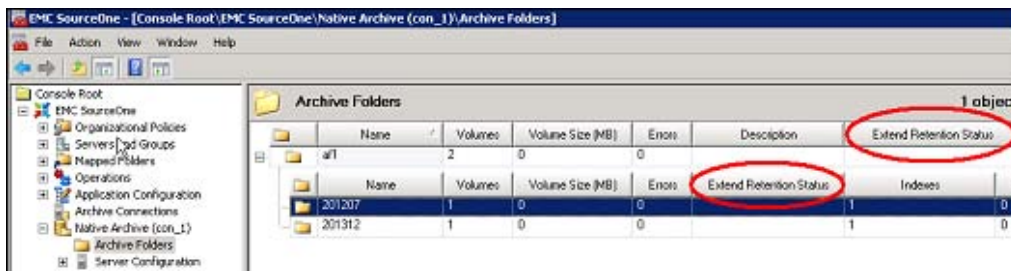 EMC SourceOne - [Console Root\EMC SourceOne\Native Archive (con_1)\Archive Folders]
File Action View Window Help
Console Root
EMC SourceOne
Organizational Policies
Servers and Groups
Mapped Folders
Operations
Application Configuration
Archive Connections
Native Archive (con_1)
Archive Folders
Server Configuration
Archive Folders 1 objec
Name Volumes Volume Size (MB) Errors Description Extend Retention Status
af1 2 0 0
Name Volumes Volume Size (MB) Errors Extend Retention Status Indexes
201207 1 0 0 1 0
201312 1 0 0 1 0